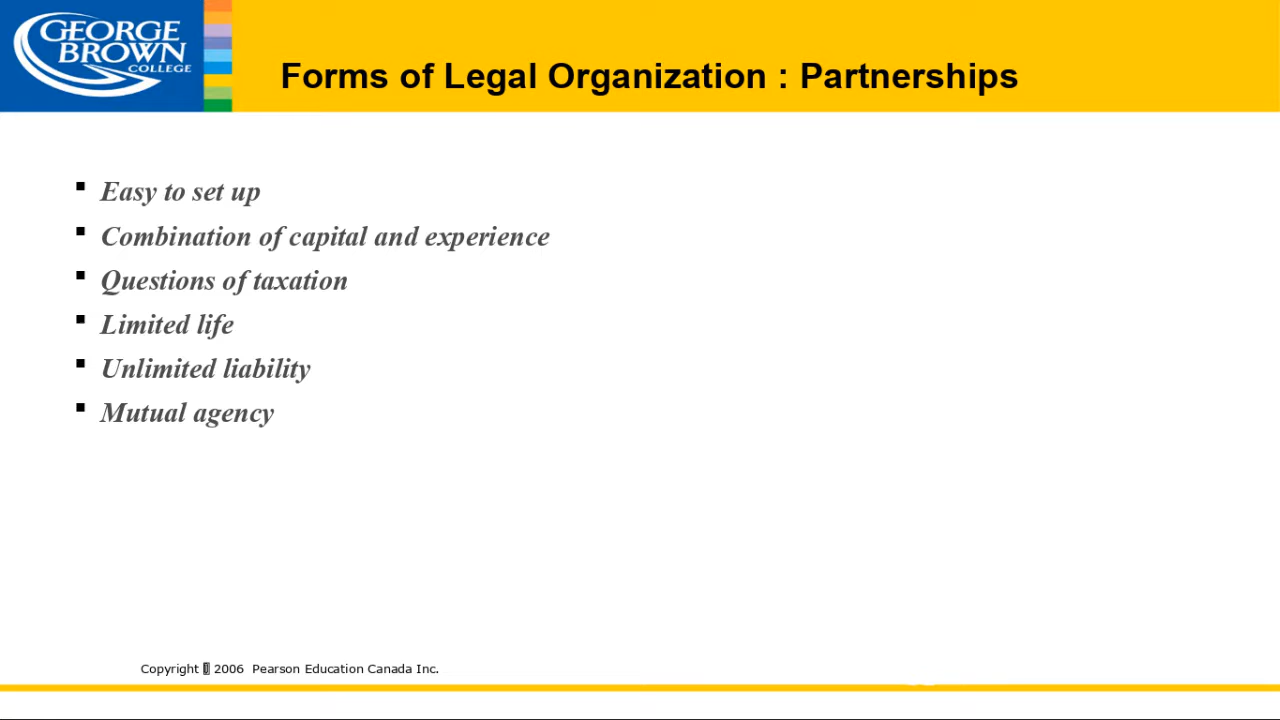 GEORGE
BROWN
COLLEGE
Forms of Legal Organization : Partnerships
Easy to set up
Combination of capital and experience
Questions of taxation
Limited life
Unlimited liability
Mutual agency
Copyright 2006 Pearson Education Canada Inc.